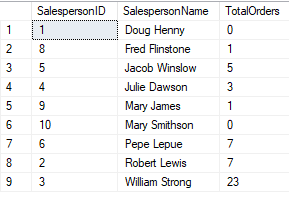 SalespersonID SalespersonName TotalOrders
1 1 Doug Henny 0
2 8 Fred Flinstone 1
3 5 Jacob Winslow 5
4 4 Julie Dawson 3
5 9 Mary James 1
6 10 Mary Smithson 0
7 6 Pepe Lepue 7
8 2 Robert Lewis 7
9 3 William Strong 23